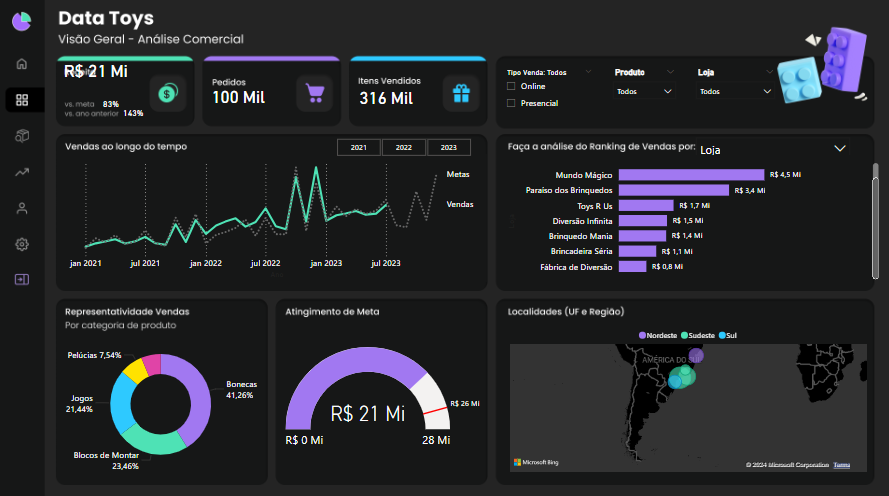 Data Toys
Visão Geral - Análise Comercial
R$ 21 Mi
vs. meta 83%
vs. ano anterior 143%
Pedidos
100 Mil
Itens Vendidos
316 Mil
Tipo Venda: Todos
Online
Presencial
Produto
Todos
Loja
Todos
Vendas ao longo do tempo
2021
2022
2023
Metas
Vendas
jan 2021
jul 2021
jan 2022
jul 2022
jan 2023
jul 2023
Faça a análise do Ranking de Vendas por: Loja
Mundo Mágico R$ 4,5 Mi
Paraíso dos Brinquedos R$ 3,4 Mi
Toys R Us R$ 1,7 Mi
Diversão Infinita R$ 1,5 Mi
Brinquedo Mania R$ 1,4 Mi
Brincadeira Séria R$ 1,1 Mi
Fábrica de Diversão R$ 0,8 Mi
Representatividade Vendas
Por categoria de produto
Pelúcias 7,54%
Bonecas
41,26%
Jogos
21,44%
Blocos de Montar
23,46%
Atingimento de Meta
R$ 26 Mi
R$ 21 Mi
R$ 0 Mi
28 Mi
Localidades (UF e Região)
Nordeste Sudeste Sul
AMÉRICA DO SUL
Microsoft Bing
© 2024 Microsoft Corporation Terms